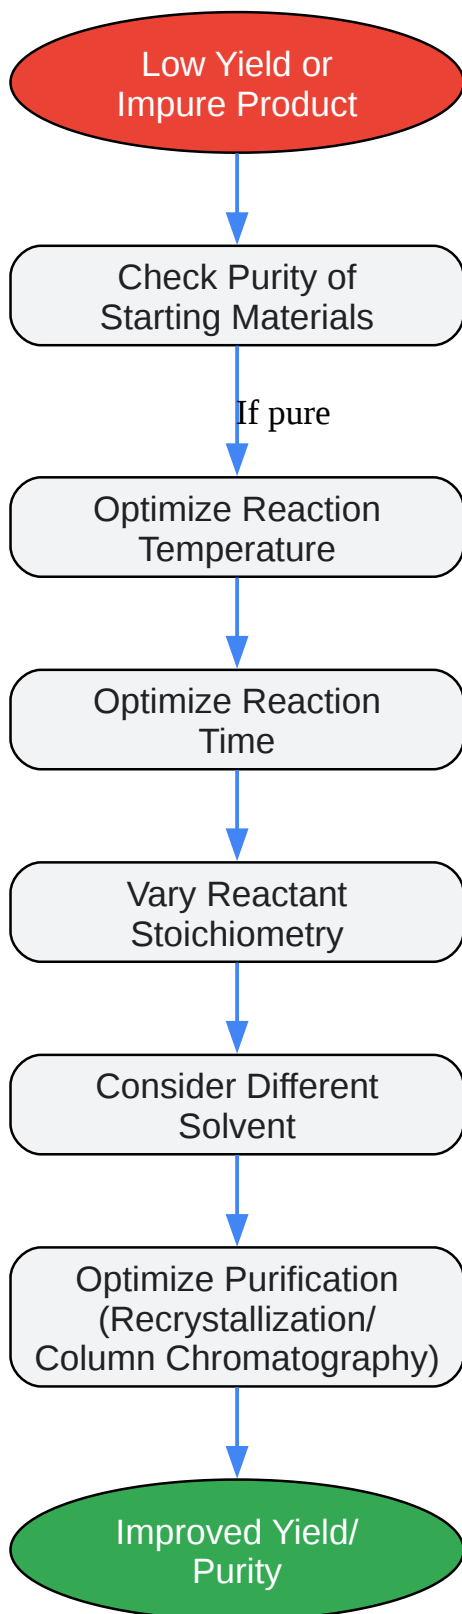 Low Yield or
Impure Product
Check Purity of
Starting Materials
If pure
Optimize Reaction
Temperature
Optimize Reaction
Time
Vary Reactant
Stoichiometry
Consider Different
Solvent
Optimize Purification
(Recrystallization/
Column Chromatography)
Improved Yield/
Purity